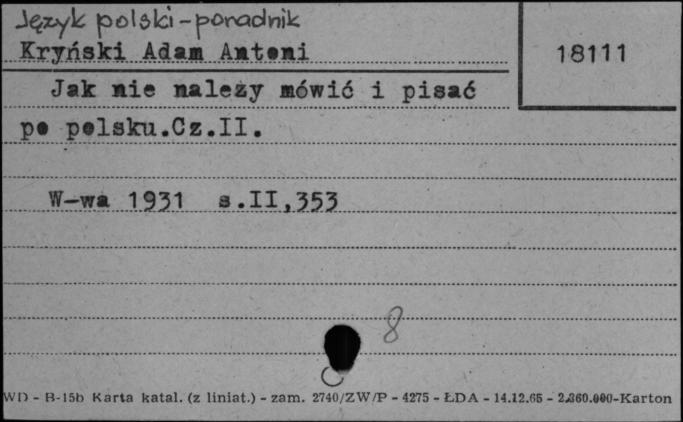 Język polski - poradnik
Kryński Adam Antoni
18111
Jak nie należy mówić i pisać
po polsku.Cz.II.
W-wa 1931 s.II,353
8
WD - B-15b Karta katal. (z liniat.) - zam. 2740/ZW/P - 4275 - ŁDA - 14.12.65 - 2.360.000-Karton